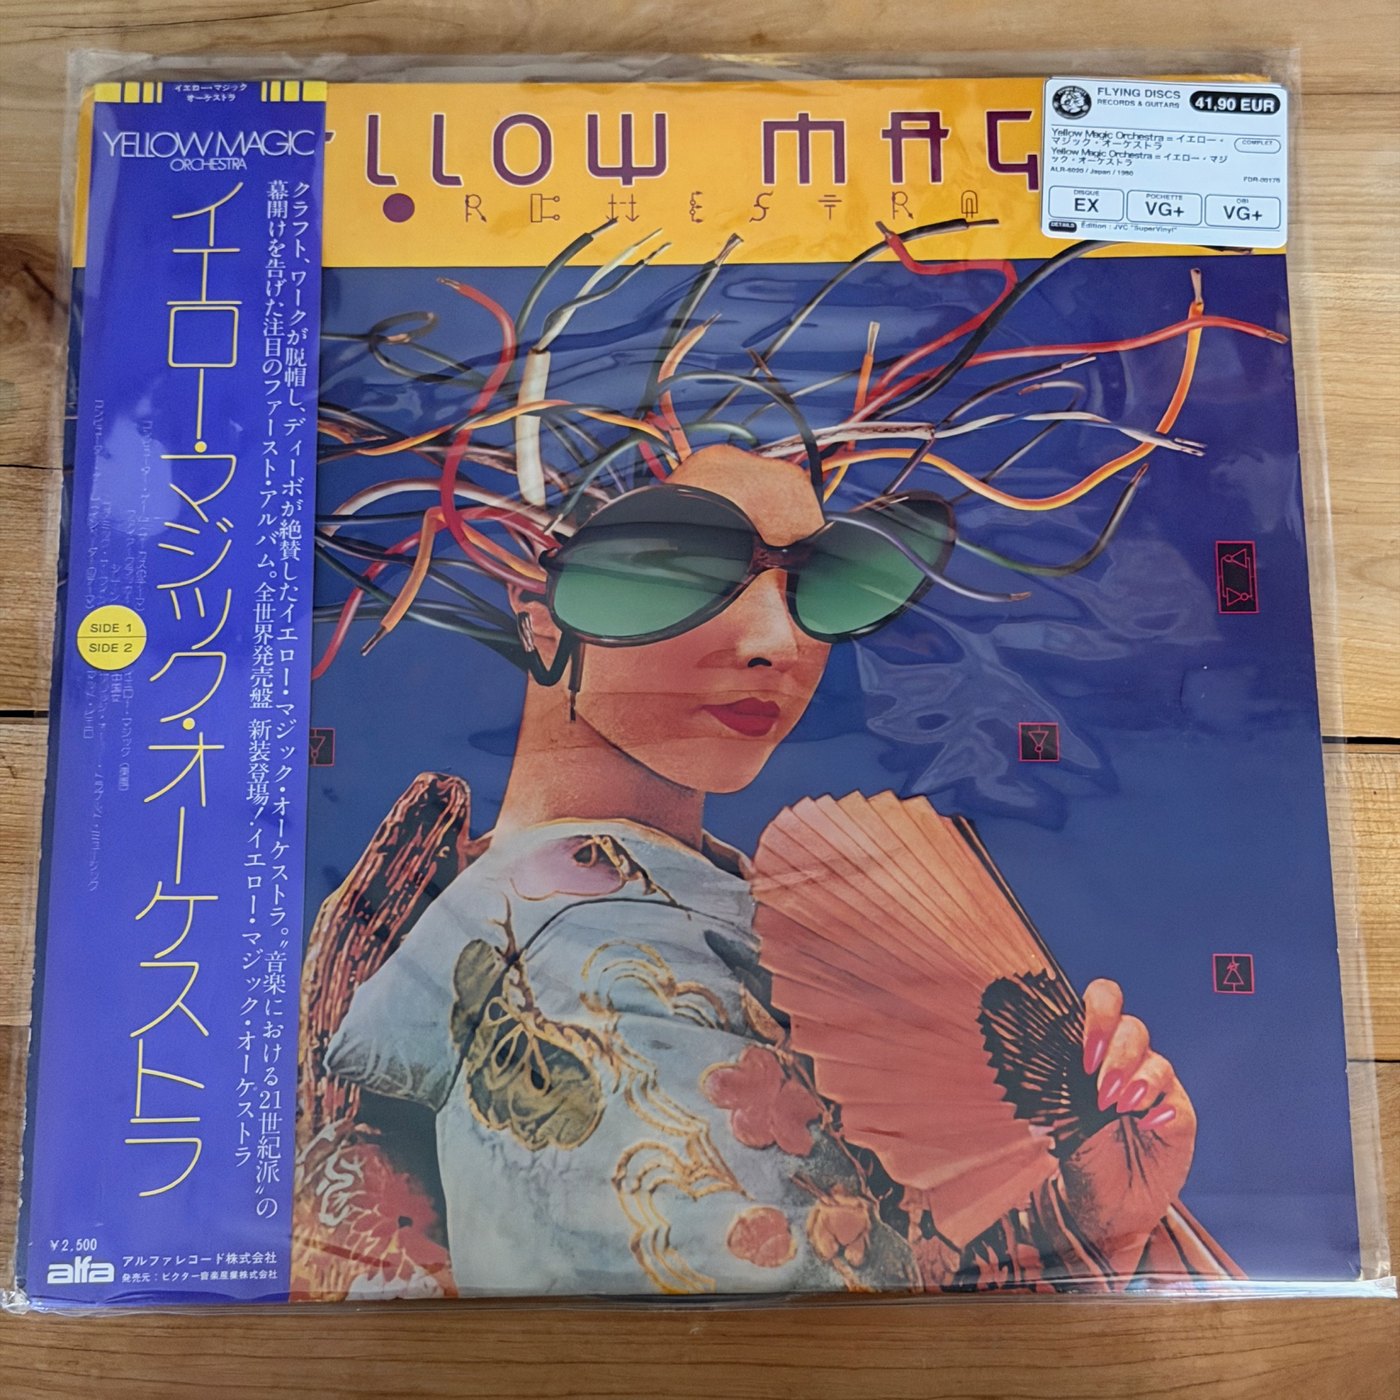 イエロー・マジック
オーケストラ
YELLOW MAGIC
ORCHESTRA
イエロー・マジック・オーケストラ
クラフト、ワークが脱帽し、ディーボが絶賛したイエロー・マジック・オーケストラ。〝音楽における21世紀派〟の
幕開けを告げた注目のファースト・アルバム。全世界発売盤 新装登場!イエロー・マジック・オーケストラ
SIDE 1
SIDE 2
¥2,500
alfa
アルファレコード株式会社
発売元:ビクター音楽産業株式会社
LLOW MAG
ORCHESTRA
FLYING DISCS
RECORDS & GUITARS
41,90 EUR
Yellow Magic Orchestra = イエロー・
マジック・オーケストラ
COMPLET
Yellow Magic Orchestra = イエロー・マジ
ック・オーケストラ
ALR-6020 / Japan / 1980
FDR-00178
DISQUE
EX
POCHETTE
VG+
OBI
VG+
DETAILS Édition : JVC "SuperVinyl"